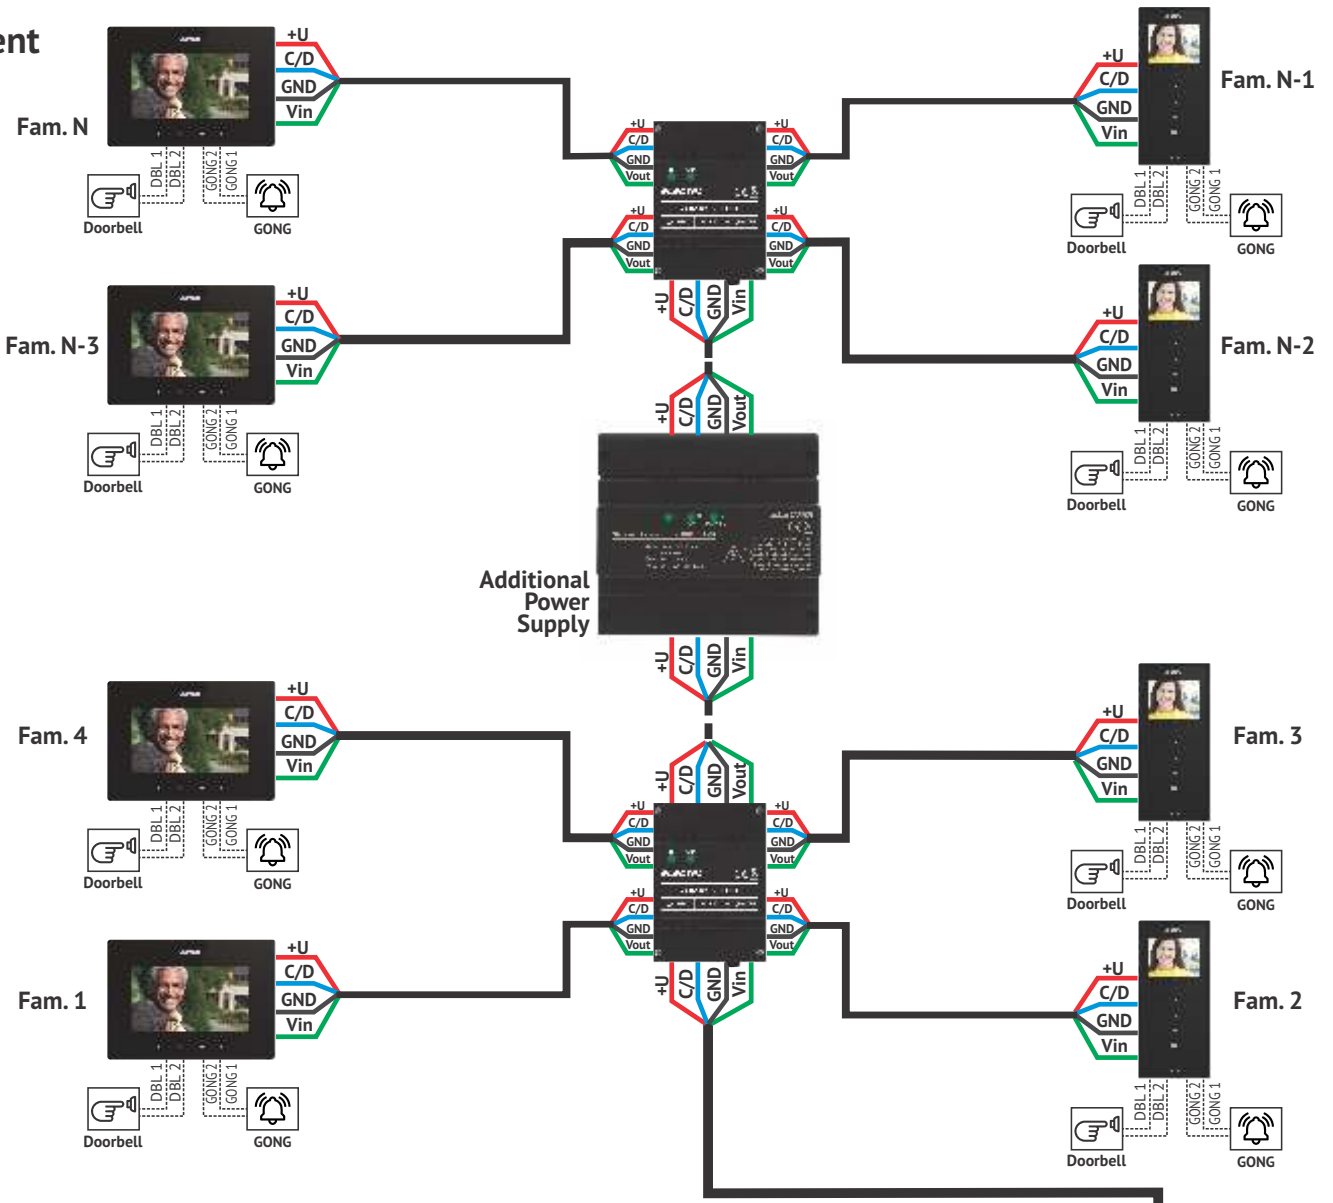 ent
Fam. N
+U
C/D
GND
Vin
DBL 1
DBL 2
GONG 2
GONG 1
Doorbell
GONG
+U
C/D
GND
Vout
+U
C/D
GND
Vout
+U
C/D
GND
Vin
Fam. N-1
DBL 1
DBL 2
GONG 2
GONG 1
Doorbell
GONG
Fam. N-3
+U
C/D
GND
Vin
DBL 1
DBL 2
GONG 2
GONG 1
Doorbell
GONG
+U
C/D
GND
Vout
+U
C/D
GND
Vout
+U
C/D
GND
Vin
+U
C/D
GND
Vin
Fam. N-2
DBL 1
DBL 2
GONG 2
GONG 1
Doorbell
GONG
+U
C/D
GND
Vout
Additional
Power
Supply
+U
C/D
GND
Vin
Fam. 4
+U
C/D
GND
Vin
DBL 1
DBL 2
GONG 2
GONG 1
Doorbell
GONG
+U
C/D
GND
Vout
+U
C/D
GND
Vout
+U
C/D
GND
Vout
+U
C/D
GND
Vin
Fam. 3
DBL 1
DBL 2
GONG 2
GONG 1
Doorbell
GONG
Fam. 1
+U
C/D
GND
Vin
DBL 1
DBL 2
GONG 2
GONG 1
Doorbell
GONG
+U
C/D
GND
Vout
+U
C/D
GND
Vout
+U
C/D
GND
Vin
+U
C/D
GND
Vin
Fam. 2
DBL 1
DBL 2
GONG 2
GONG 1
Doorbell
GONG